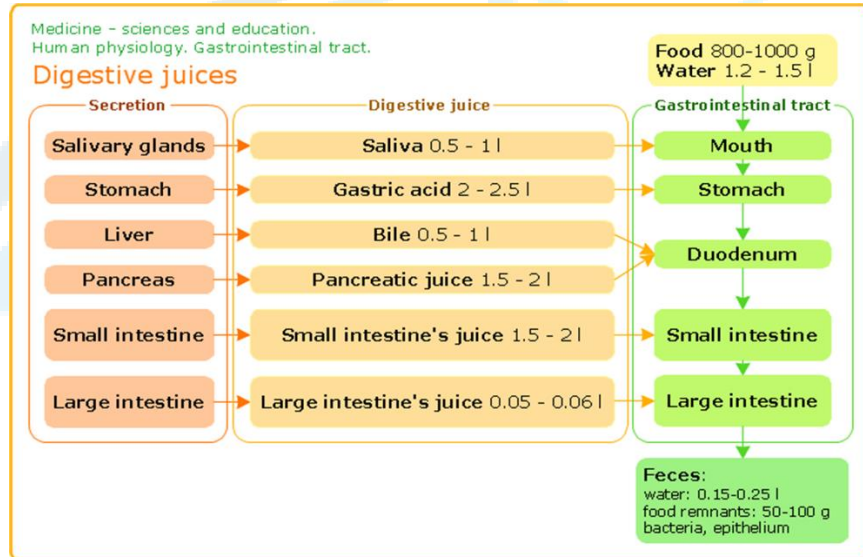 Medicine – sciences and education.
Human physiology. Gastrointestinal tract.
Digestive juices
Food 800-1000 g
Water 1.2 - 1.5 l
Secretion
Digestive juice
Gastrointestinal tract
Salivary glands
Saliva 0.5 - 1 l
Mouth
Stomach
Gastric acid 2 - 2.5 l
Stomach
Liver
Bile 0.5 - 1 l
Duodenum
Pancreas
Pancreatic juice 1.5 - 2 l
Small intestine
Small intestine's juice 1.5 - 2 l
Small intestine
Large intestine
Large intestine's juice 0.05 - 0.06 l
Large intestine
Feces:
water: 0.15-0.25 l
food remnants: 50-100 g
bacteria, epithelium